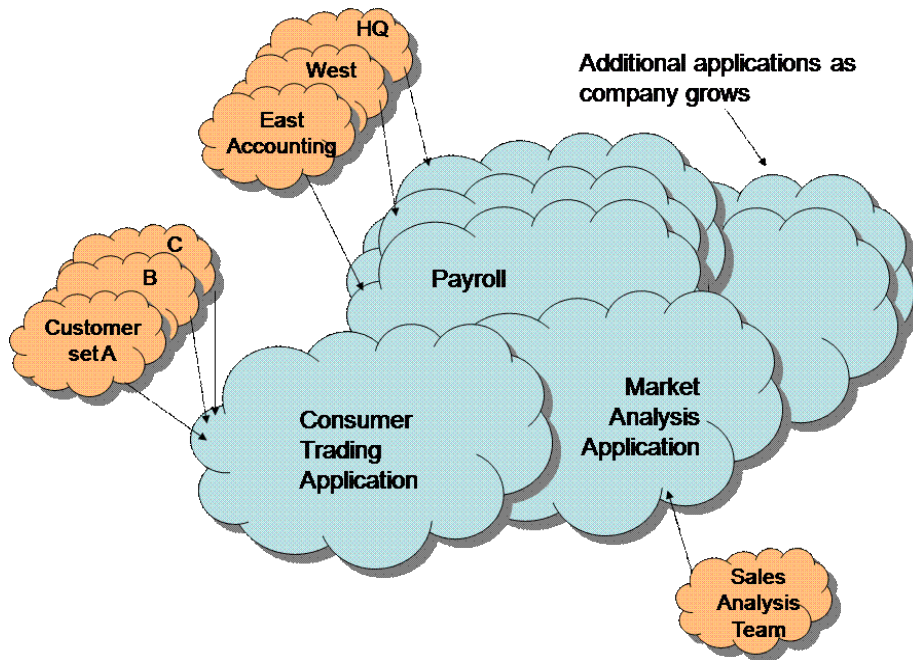 HQ
West
East
Accounting
Additional applications as
company grows
C
B
Customer
set A
Payroll
Consumer
Trading
Application
Market
Analysis
Application
Sales
Analysis
Team